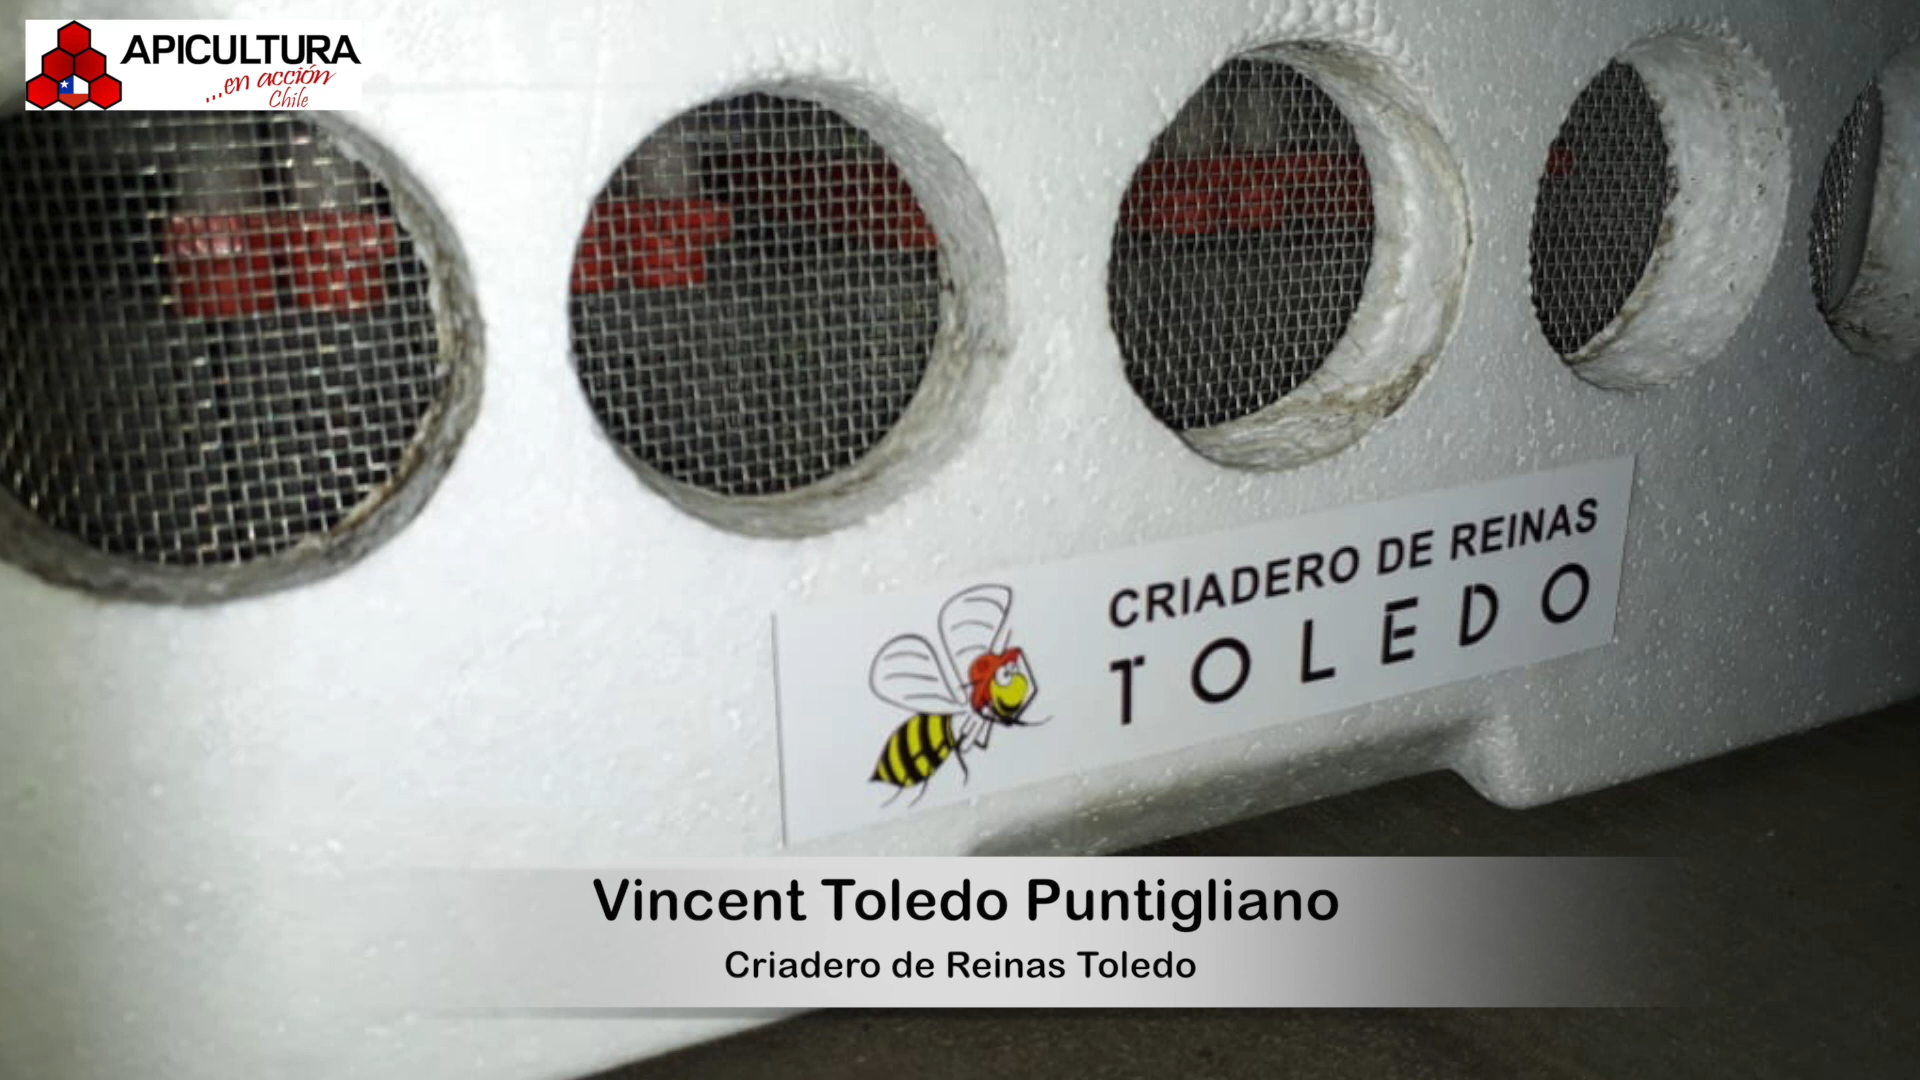 APICULTURA
...en acción
Chile
CRIADERO DE REINAS
TOLEDO
Vincent Toledo Puntigliano
Criadero de Reinas Toledo